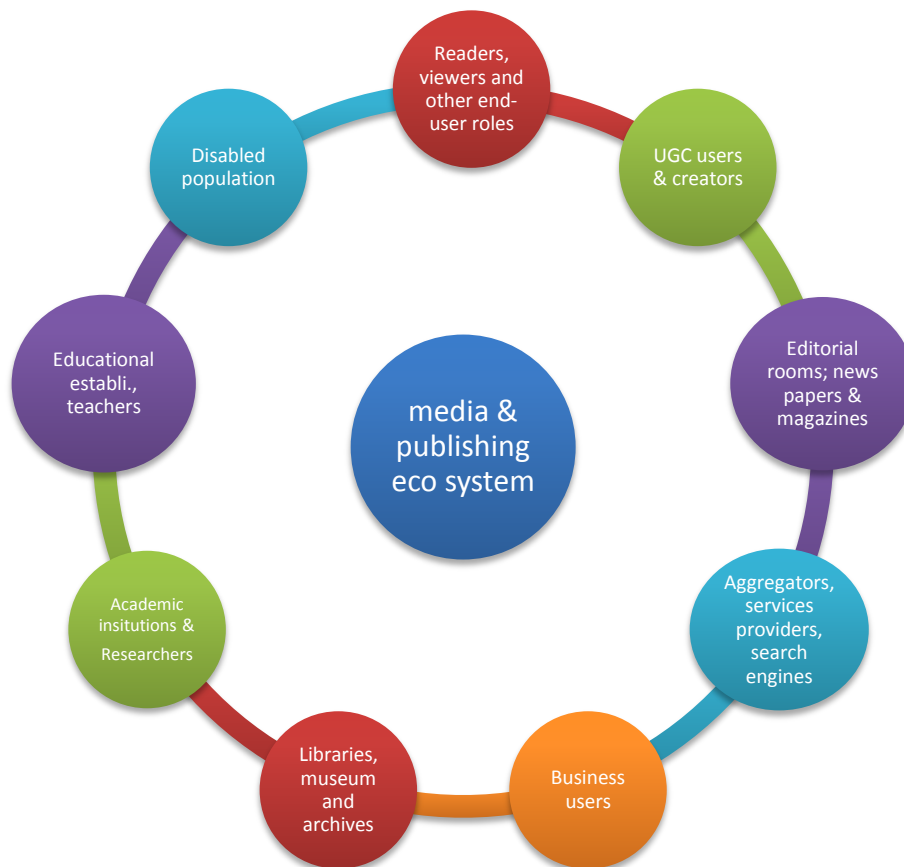 Readers,
viewers and
other end-
user roles
UGC users
& creators
Editorial
rooms; news
papers &
magazines
Aggregators,
services
providers,
search
engines
Business
users
Libraries,
museum
and
archives
Academic
insitutions &
Researchers
Educational
establi.,
teachers
Disabled
population
media &
publishing
eco system